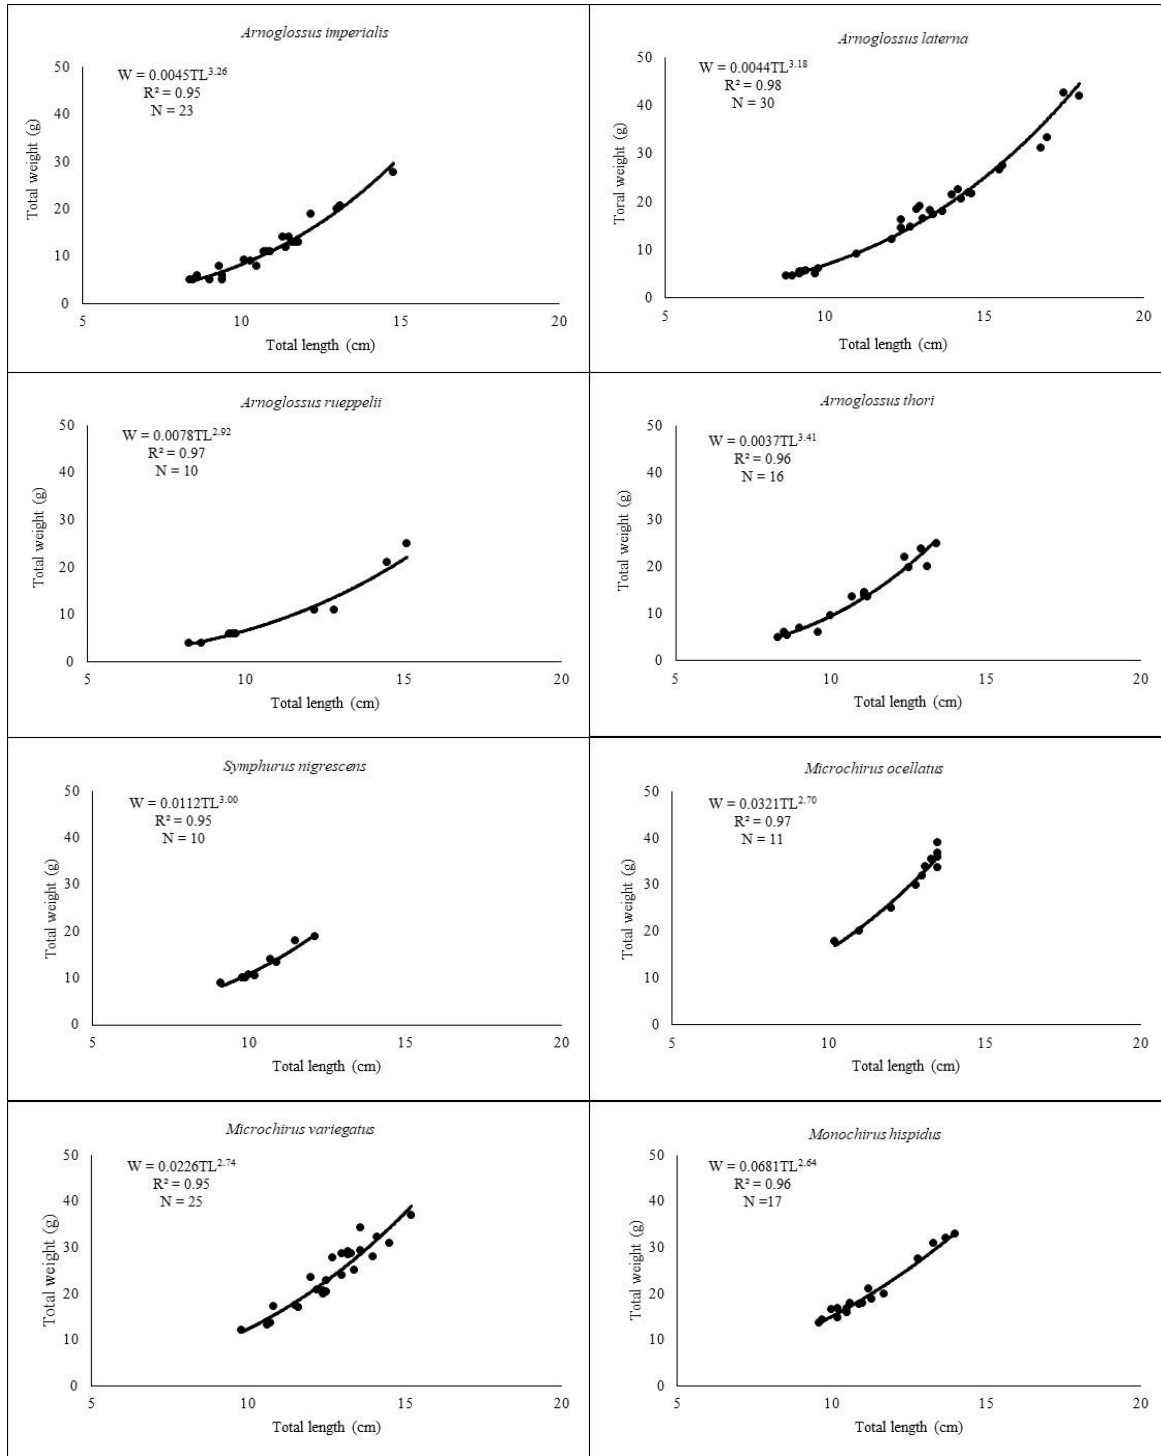 Arnoglossus imperialis
W = 0.0045TL^3.26
R² = 0.95
N = 23
Total weight (g)
50
40
30
20
10
0
5 10 15 20
Total length (cm)
Arnoglossus laterna
W = 0.0044TL^3.18
R² = 0.98
N = 30
Toral weight (g)
50
40
30
20
10
0
5 10 15 20
Total length (cm)
Arnoglossus rueppelii
W = 0.0078TL^2.92
R² = 0.97
N = 10
Total weight (g)
50
40
30
20
10
0
5 10 15 20
Total length (cm)
Arnoglossus thori
W = 0.0037TL^3.41
R² = 0.96
N = 16
Total weight (g)
50
40
30
20
10
0
5 10 15 20
Total length (cm)
Symphurus nigrescens
W = 0.0112TL^3.00
R² = 0.95
N = 10
Total weight (g)
50
40
30
20
10
0
5 10 15 20
Total length (cm)
Microchirus ocellatus
W = 0.0321TL^2.70
R² = 0.97
N = 11
Total weight (g)
50
40
30
20
10
0
5 10 15 20
Total length (cm)
Microchirus variegatus
W = 0.0226TL^2.74
R² = 0.95
N = 25
Total weight (g)
50
40
30
20
10
0
5 10 15 20
Total length (cm)
Monochirus hispidus
W = 0.0681TL^2.64
R² = 0.96
N =17
Total weight (g)
50
40
30
20
10
0
5 10 15 20
Total length (cm)